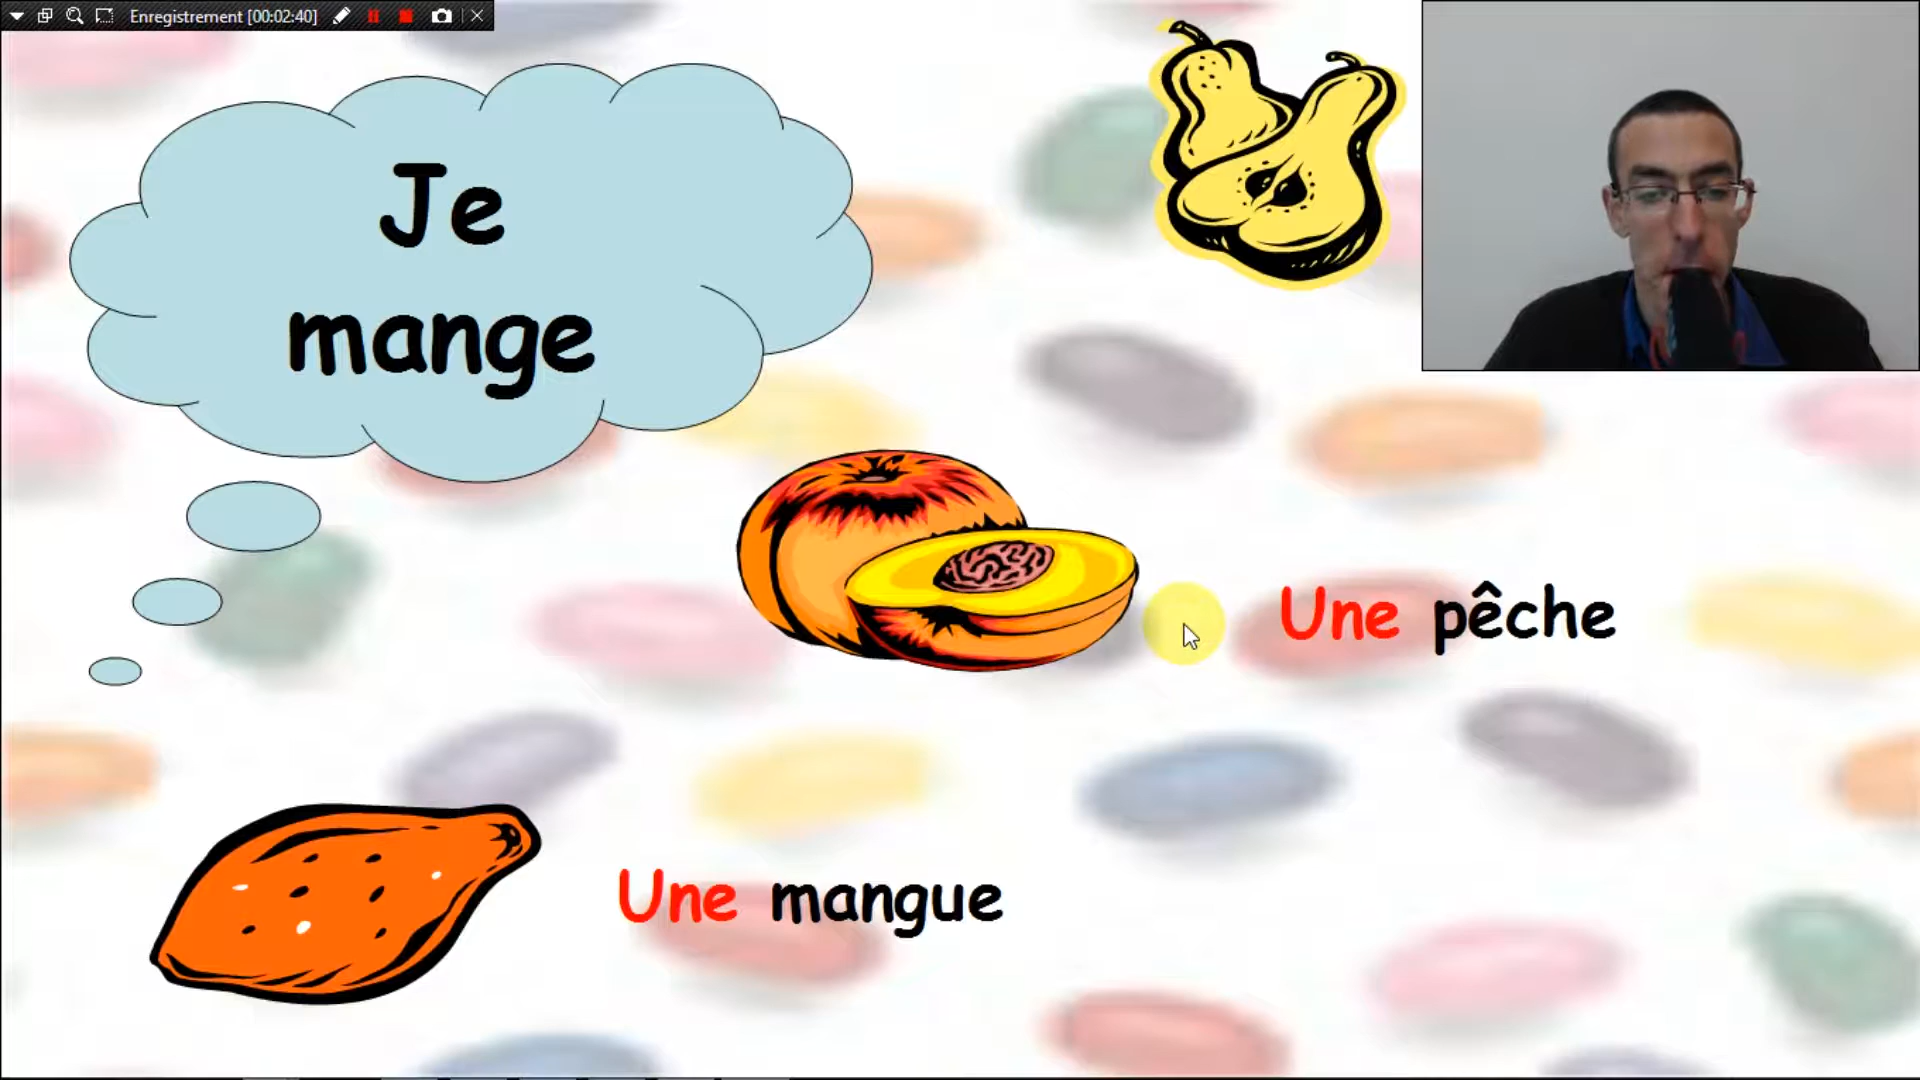 Enregistrement [00:02:40]
Je
mange
Une pêche
Une mangue